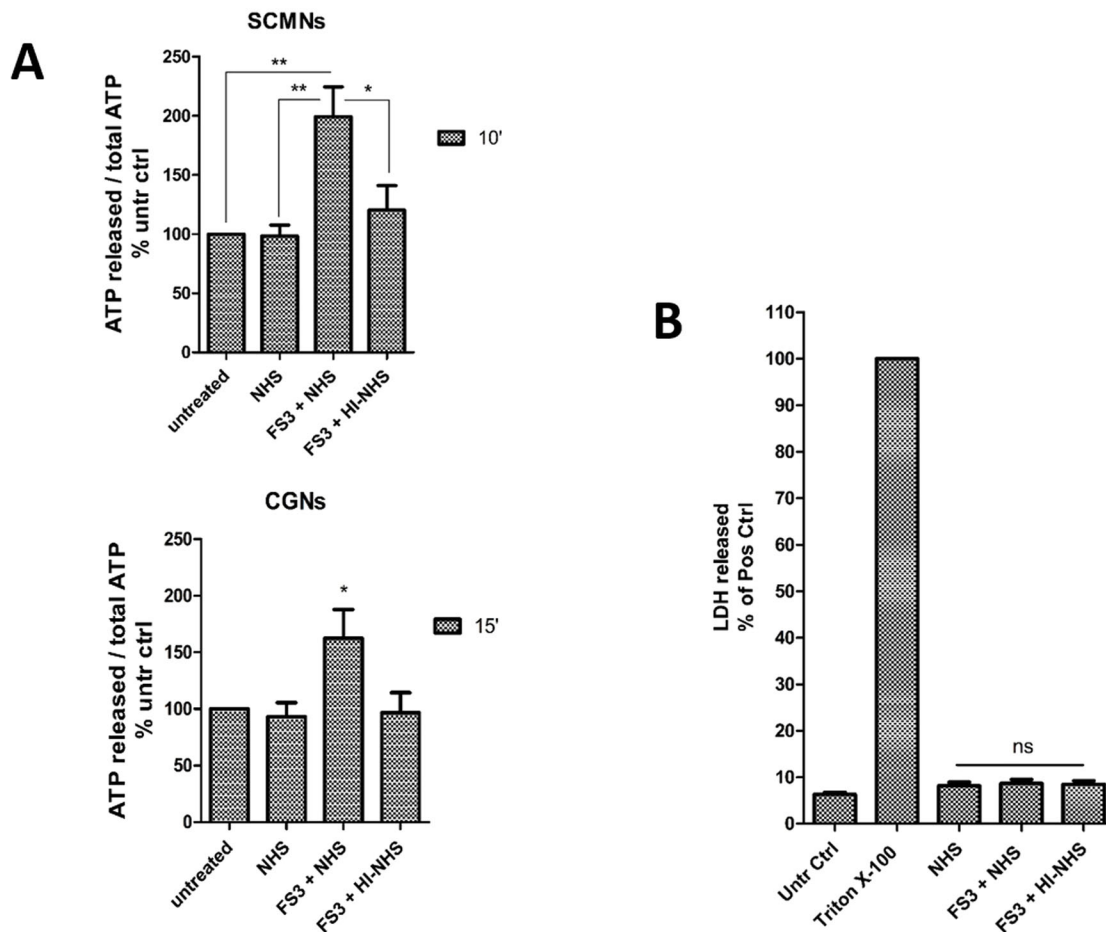 A
SCMNs
ATP released / total ATP
% untr ctrl
250
200
150
100
50
0
**
**
*
10'
untreated
NHS
FS3 + NHS
FS3 + HI-NHS
CGNs
ATP released / total ATP
% untr ctrl
250
200
150
100
50
0
*
15'
untreated
NHS
FS3 + NHS
FS3 + HI-NHS
B
LDH released
% of Pos Ctrl
110
100
90
80
70
60
50
40
30
20
10
0
ns
Untr Ctrl
Triton X-100
NHS
FS3 + NHS
FS3 + HI-NHS